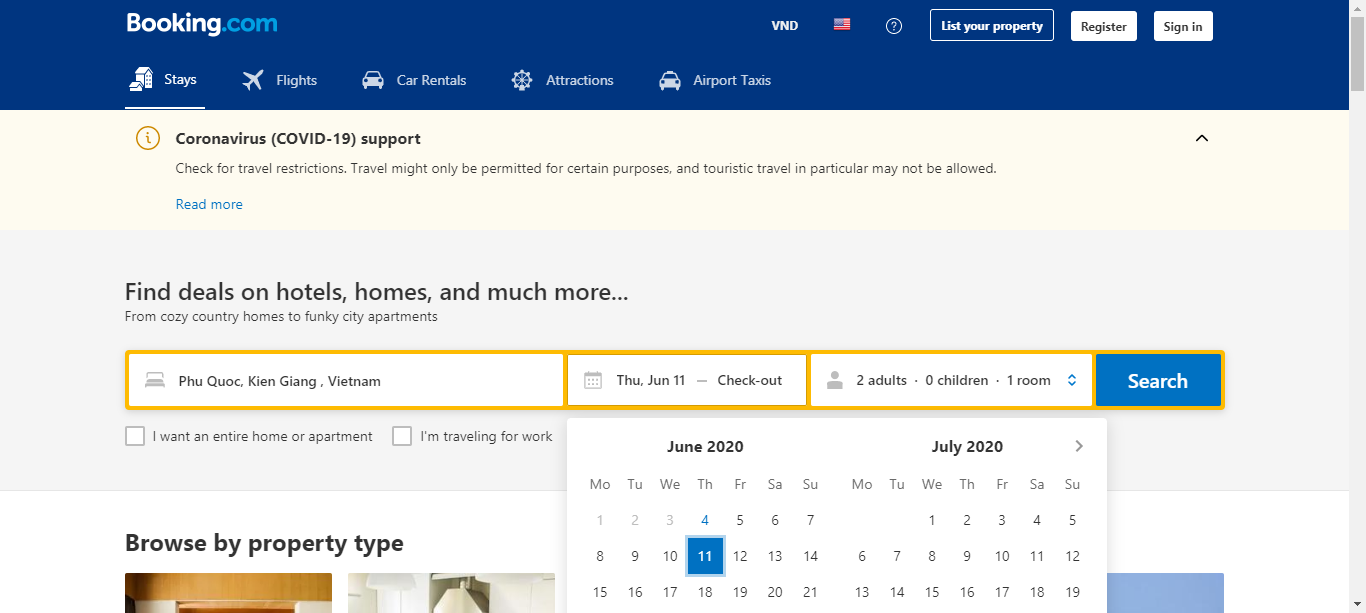 Booking.com
VND
List your property
Register
Sign in
Stays
Flights
Car Rentals
Attractions
Airport Taxis
Coronavirus (COVID-19) support
Check for travel restrictions. Travel might only be permitted for certain purposes, and touristic travel in particular may not be allowed.
Read more
Find deals on hotels, homes, and much more...
From cozy country homes to funky city apartments
Phu Quoc, Kien Giang , Vietnam
Thu, Jun 11 — Check-out
2 adults · 0 children · 1 room
Search
I want an entire home or apartment
I'm traveling for work
June 2020
Mo Tu We Th Fr Sa Su
1 2 3 4 5 6 7
8 9 10 11 12 13 14
15 16 17 18 19 20 21
July 2020
Mo Tu We Th Fr Sa Su
1 2 3 4 5
6 7 8 9 10 11 12
13 14 15 16 17 18 19
Browse by property type